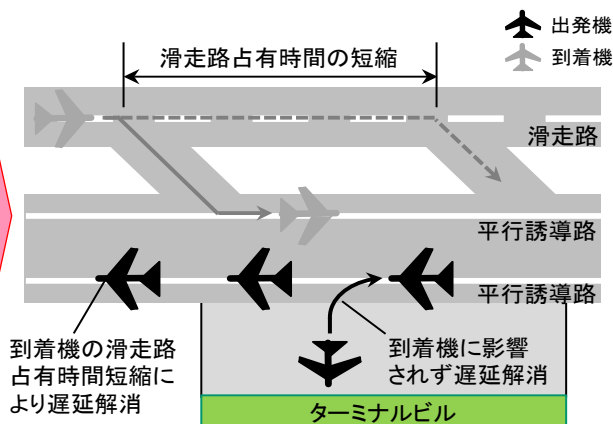 出発機
到着機
滑走路占有時間の短縮
滑走路
平行誘導路
平行誘導路
到着機の滑走路
占有時間短縮に
より遅延解消
到着機に影響
されず遅延解消
ターミナルビル